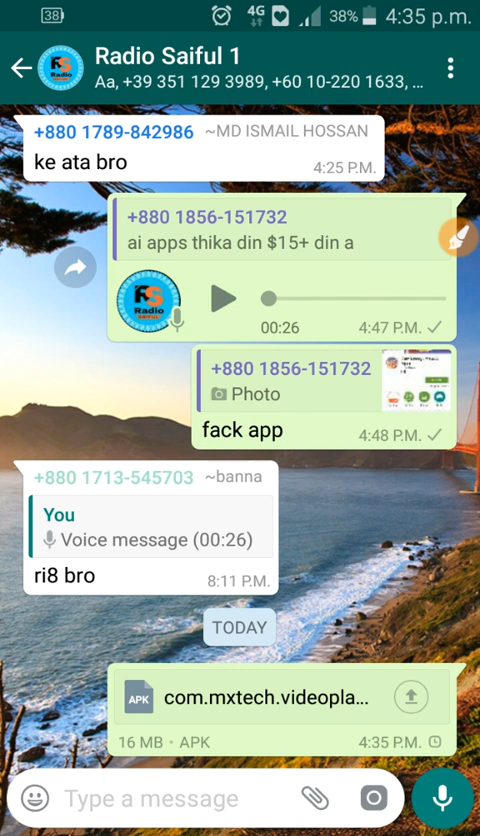 38
4G
38%
4:35 p.m.
Radio Saiful 1
Aa, +39 351 129 3989, +60 10-220 1633, ...
+880 1789-842986 ~MD ISMAIL HOSSAN
ke ata bro
4:25 P.M.
+880 1856-151732
ai apps thika din $15+ din a
RS
Radio
SAIFUL
00:26
4:47 P.M.
+880 1856-151732
Photo
fack app
4:48 P.M.
+880 1713-545703 ~banna
You
Voice message (00:26)
ri8 bro
8:11 P.M.
TODAY
APK
com.mxtech.videopla...
16 MB • APK
4:35 P.M.
Type a message